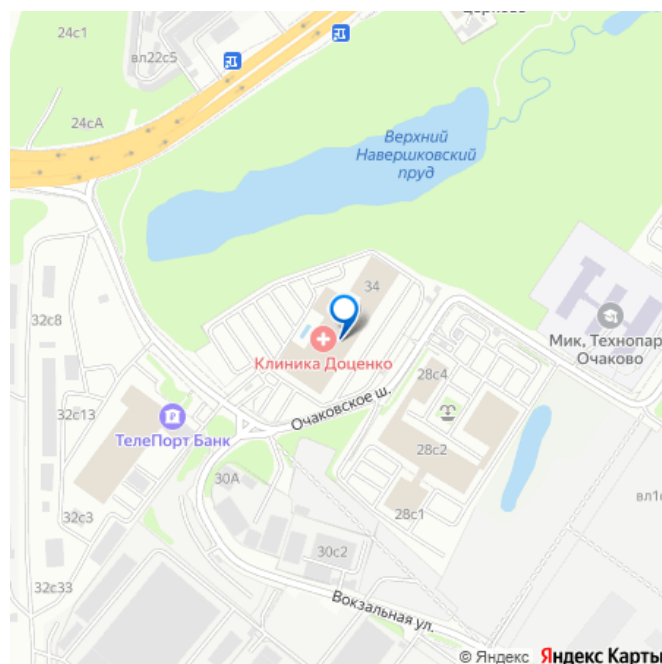 24с1
вл22с5
24сА
Верхний
Навершковский
пруд
34
32с8
Клиника Доценко
Мик, Технопар
Очаково
28с4
Очаковское ш.
32с13
ТелеПорт Банк
28с2
30А
28с1
32с3
30с2
32с33
Вокзальная ул.
© Яндекс Яндекс Карты